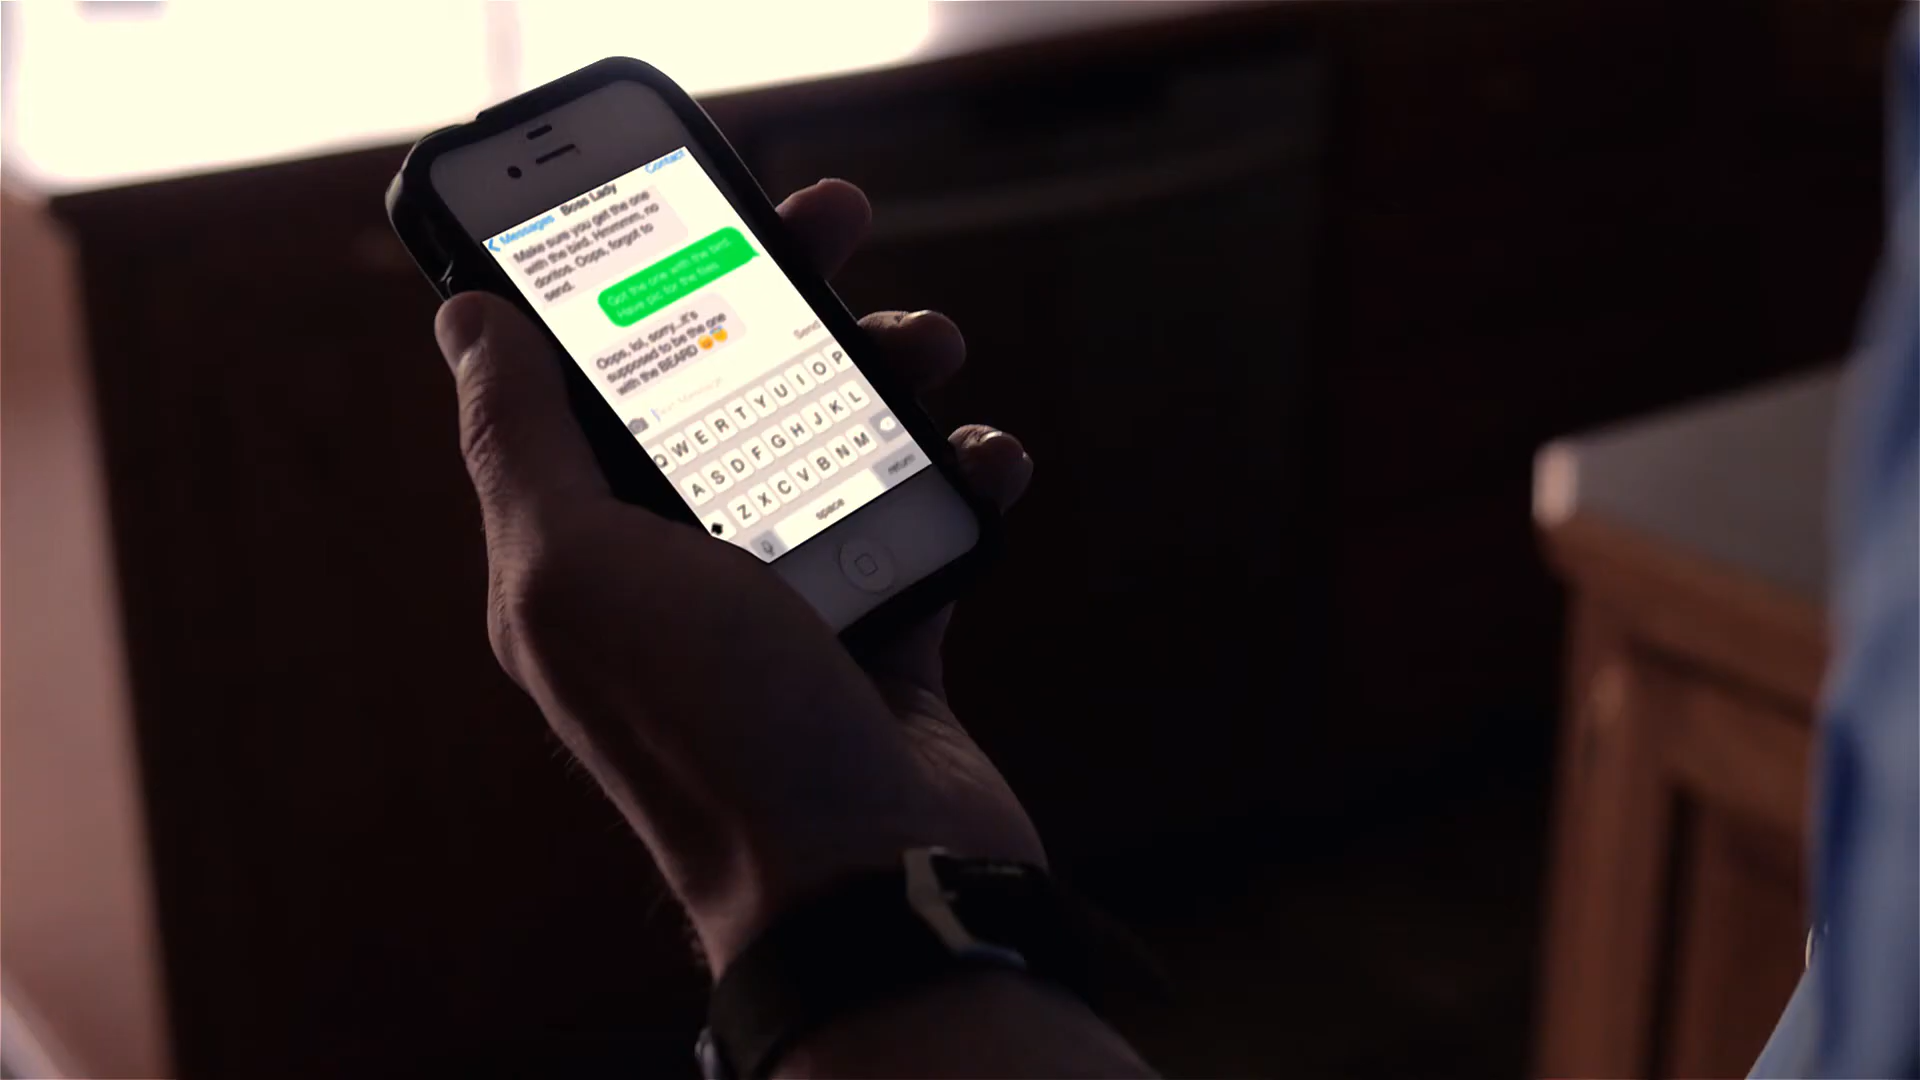 Contact
Messages Boss Lady
Make sure you get the one
with the bird. Hmmmm, no
doritos. Oops, forgot to
send.
Got the one with the bird.
Have pic for the files
Oops, lol, sorry...it's
supposed to be the one
with the BEARD 😀😇
Text Message
Send
Q W E R T Y U I O P
A S D F G H J K L
Z X C V B N M
space
return